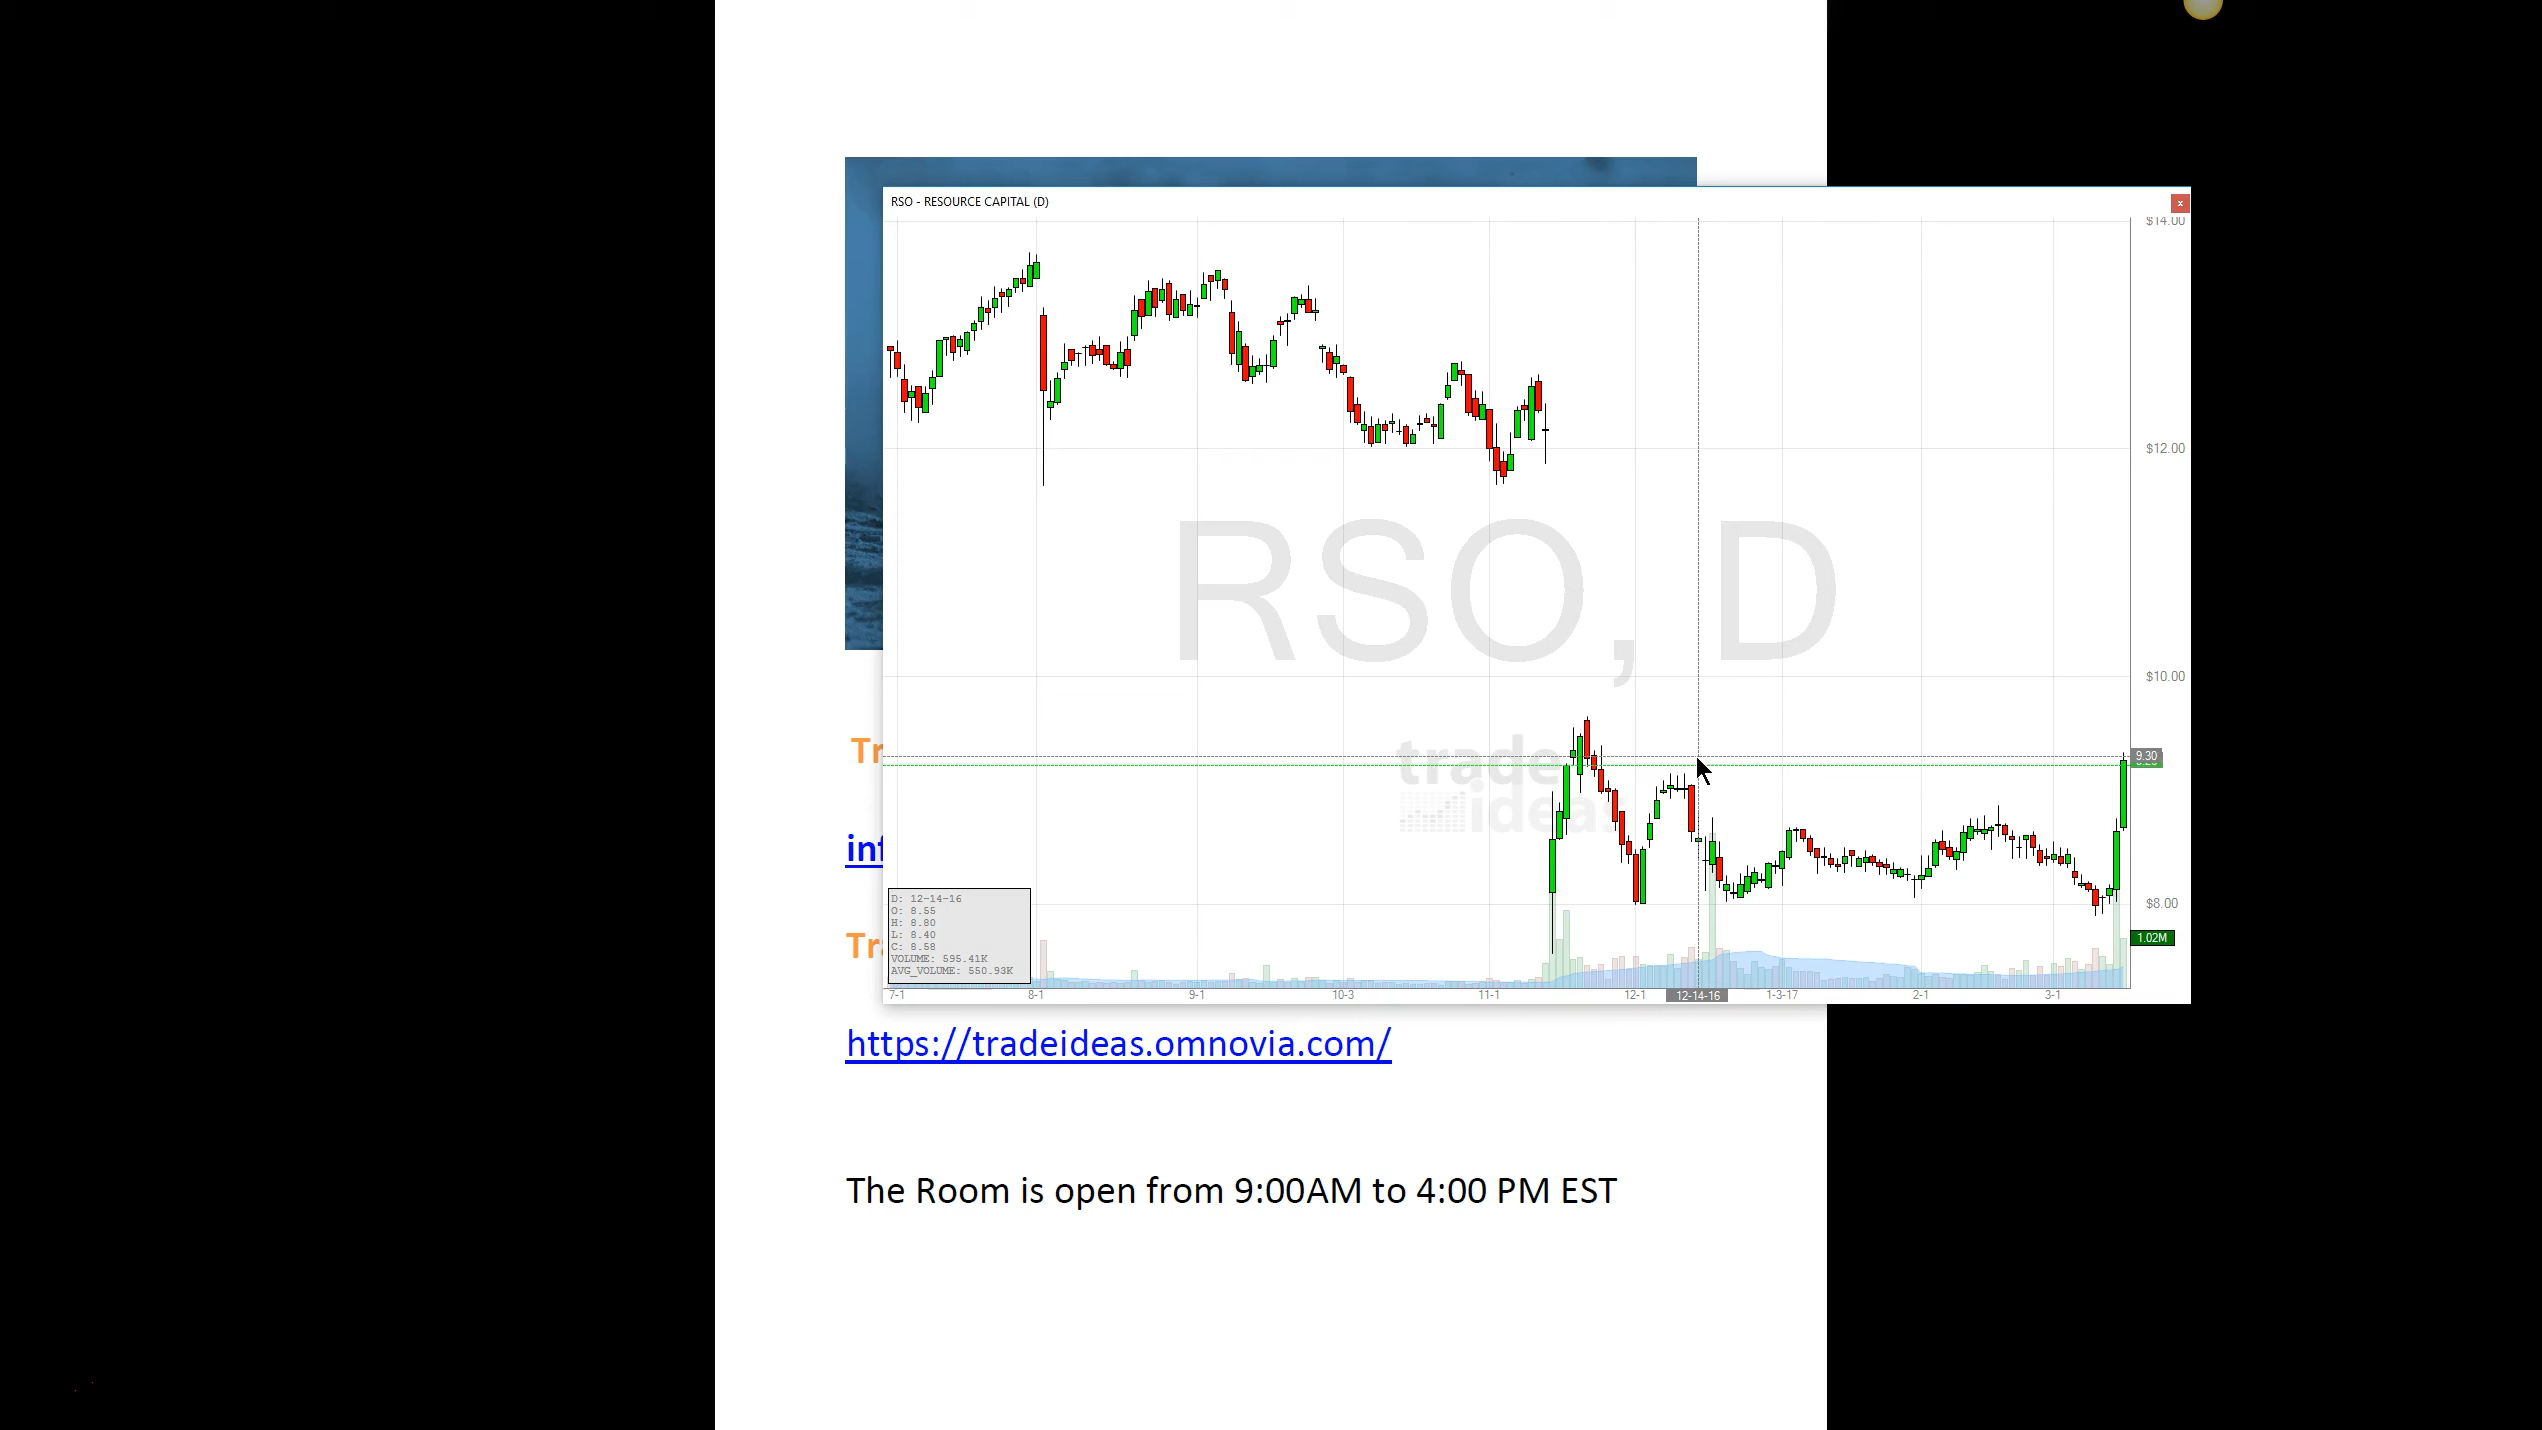 RSO - RESOURCE CAPITAL (D)
x
$14.00
$12.00
RSO, D
$10.00
Tr
trade
ideas
9.30
inf
$8.00
D: 12-14-16
O: 8.55
H: 8.80
L: 8.40
C: 8.58
VOLUME: 595.41K
AVG_VOLUME: 550.93K
1.02M
7-1 8-1 9-1 10-3 11-1 12-1 12-14-16 1-3-17 2-1 3-1
https://tradeideas.omnovia.com/
The Room is open from 9:00AM to 4:00 PM EST